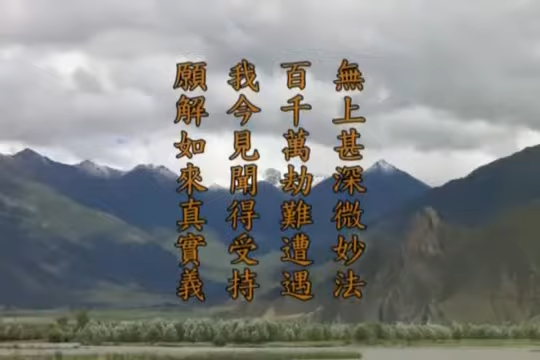 無上甚深微妙法
百千萬劫難遭遇
我今見聞得受持
願解如來真實義